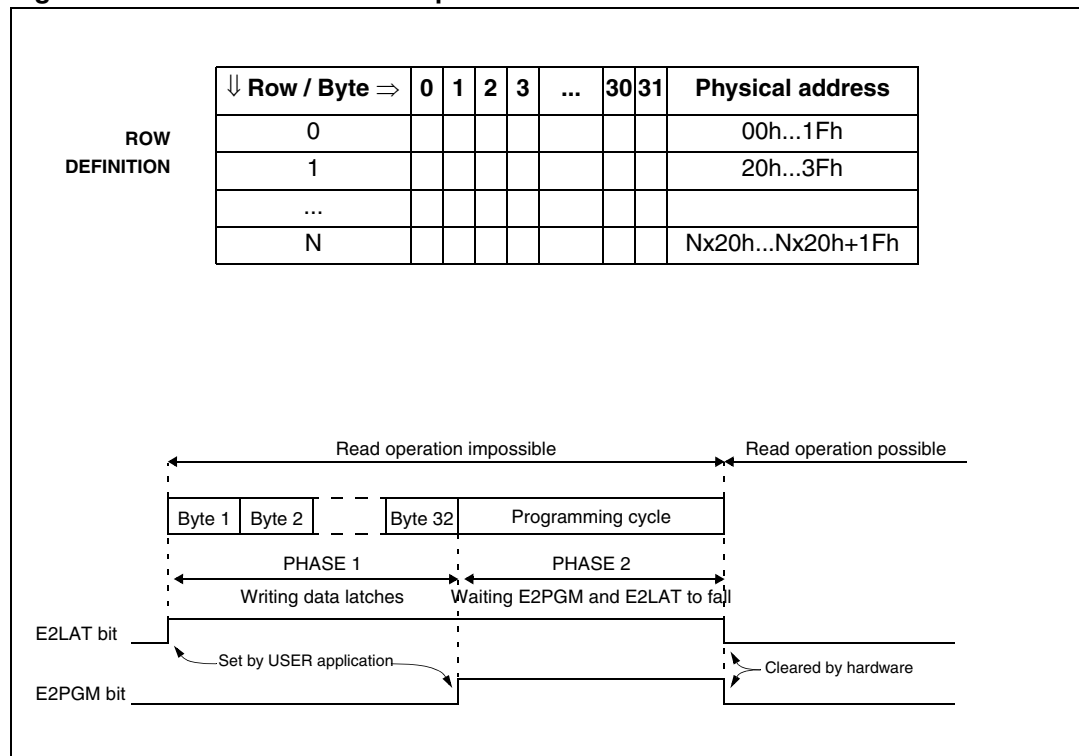 ⇓ Row / Byte ⇒ 0 1 2 3 ... 30 31 Physical address
ROW
DEFINITION
0 00h...1Fh
1 20h...3Fh
...
N Nx20h...Nx20h+1Fh
Read operation impossible
Read operation possible
Byte 1 Byte 2 Byte 32 Programming cycle
PHASE 1 PHASE 2
Writing data latches Waiting E2PGM and E2LAT to fall
E2LAT bit
Set by USER application
Cleared by hardware
E2PGM bit